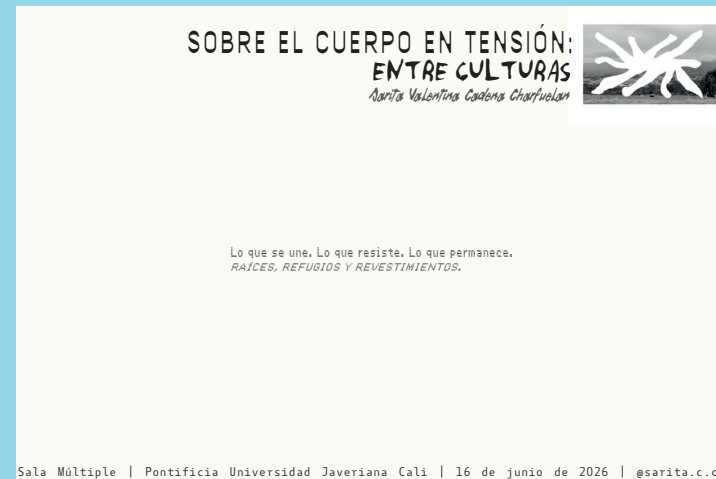 SOBRE EL CUERPO EN TENSIÓN:
ENTRE CULTURAS
Sarita Valentina Cadena Charfuelan
Lo que se une. Lo que resiste. Lo que permanece.
RAÍCES, REFUGIOS Y REVESTIMIENTOS.
Sala Múltiple | Pontificia Universidad Javeriana Cali | 16 de junio de 2026 | @sarita.c.c